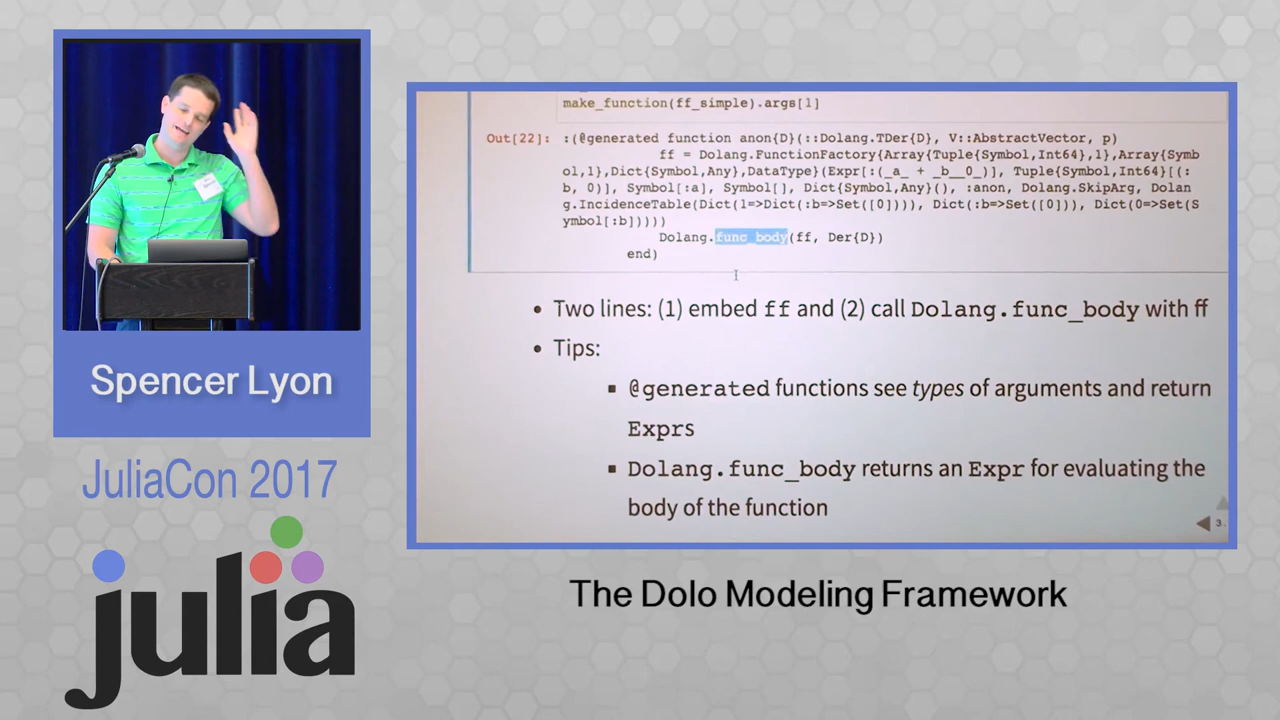 Spencer Lyon
JuliaCon 2017
julia
make_function(ff_simple).args[1]
Out[22]: :(@generated function anon{D}(::Dolang.TDer{D}, V::AbstractVector, p)
ff = Dolang.FunctionFactory{Array{Tuple{Symbol,Int64},1},Array{Symb
ol,1},Dict{Symbol,Any},DataType}(Expr[:(_a_ + _b__0_)], Tuple{Symbol,Int64}[(:
b, 0)], Symbol[:a], Symbol[], Dict{Symbol,Any}(), :anon, Dolang.SkipArg, Dolan
g.IncidenceTable(Dict(1=>Dict(:b=>Set([0]))), Dict(:b=>Set([0])), Dict(0=>Set(S
ymbol[:b]))))
Dolang.func_body(ff, Der{D})
end)
• Two lines: (1) embed ff and (2) call Dolang.func_body with ff
• Tips:
▪ @generated functions see types of arguments and return
Exprs
▪ Dolang.func_body returns an Expr for evaluating the
body of the function
The Dolo Modeling Framework